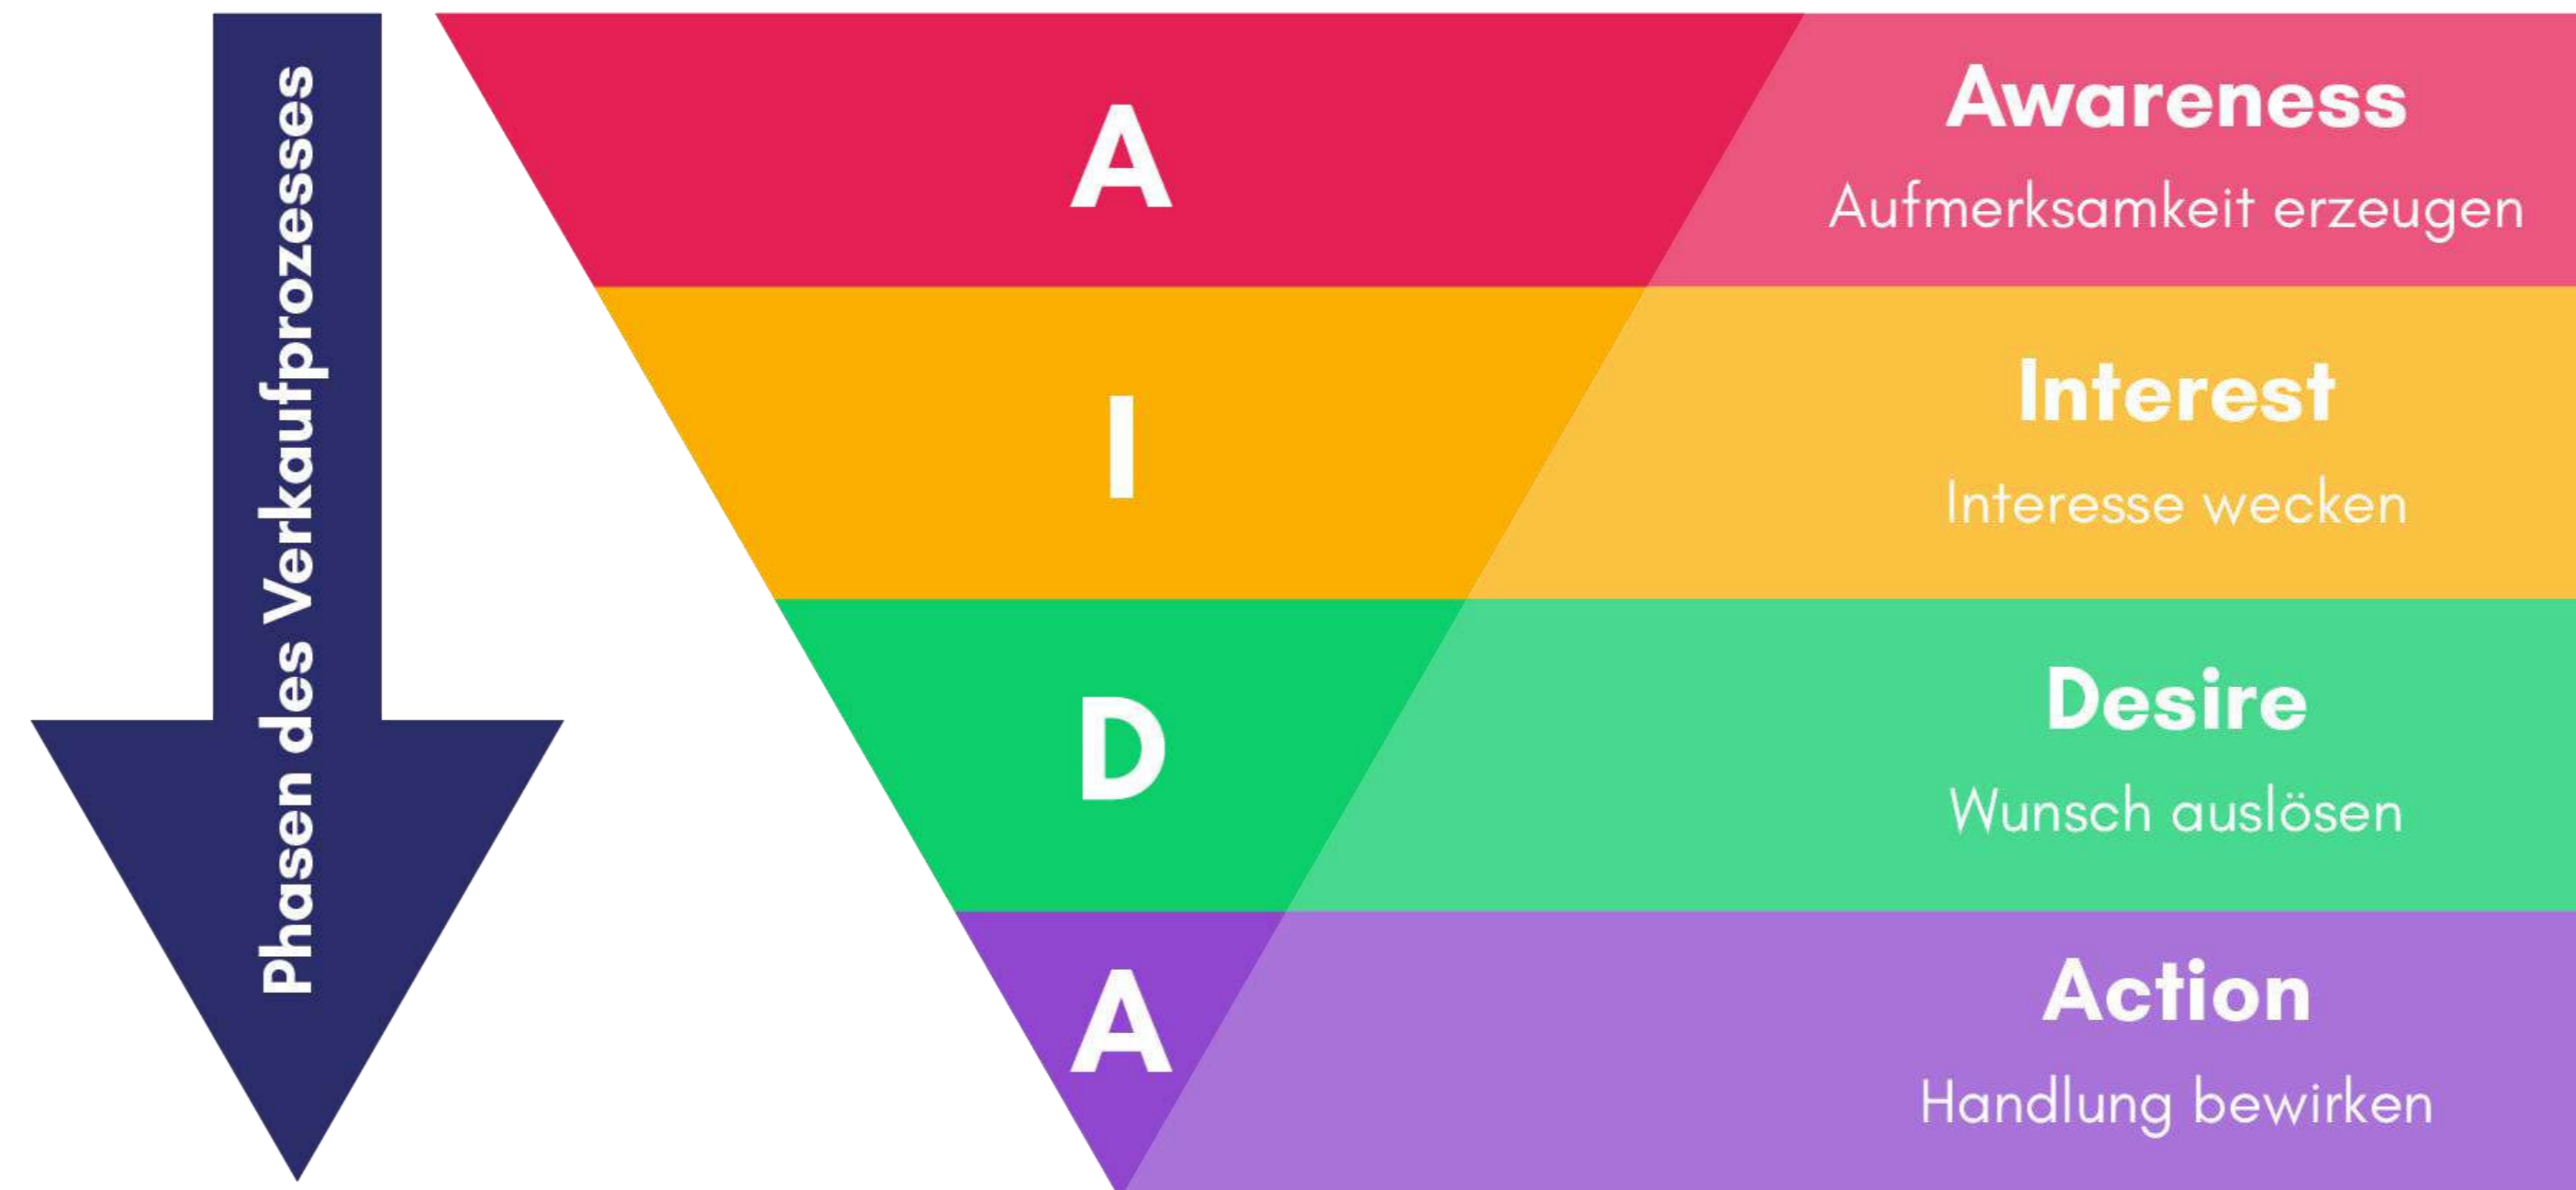 Phasen des Verkaufprozesses
A
Awareness
Aufmerksamkeit erzeugen
I
Interest
Interesse wecken
D
Desire
Wunsch auslösen
A
Action
Handlung bewirken